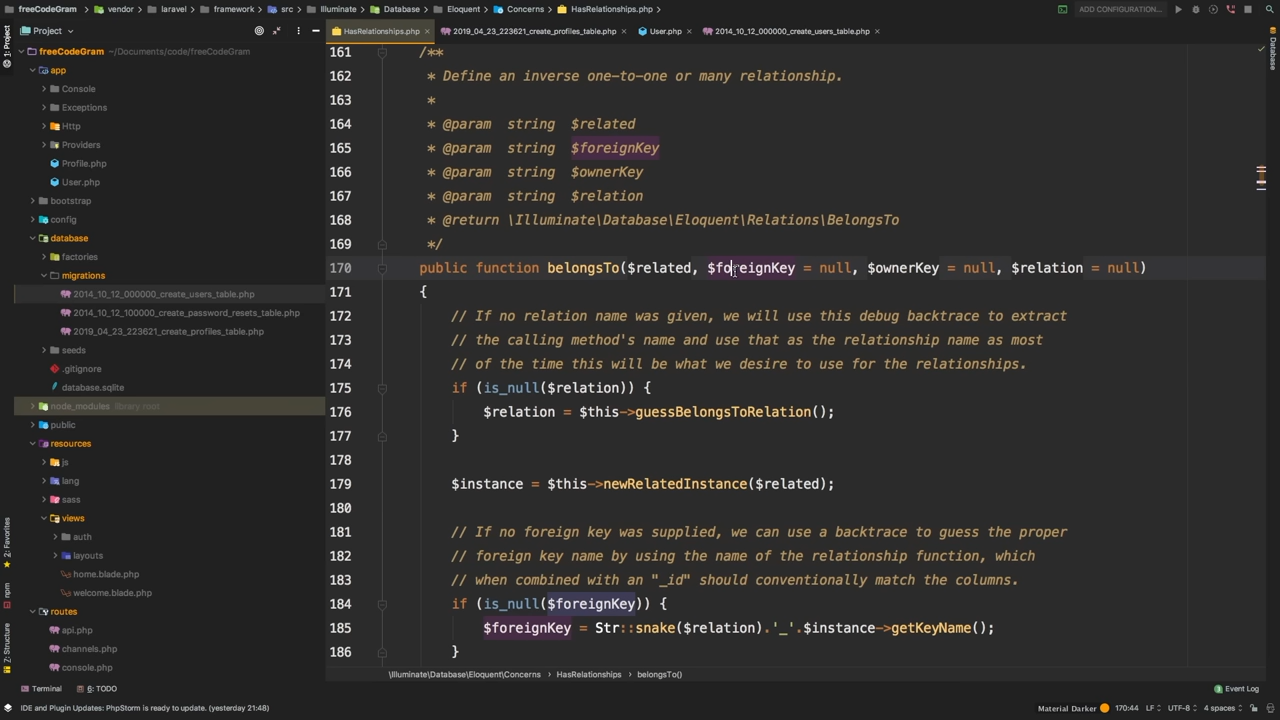 freeCodeGram > vendor > laravel > framework > src > Illuminate > Database > Eloquent > Concerns > HasRelationships.php >
ADD CONFIGURATION...
Project
HasRelationships.php × 2019_04_23_223621_create_profiles_table.php × User.php × 2014_10_12_000000_create_users_table.php ×
1: Project
Database
freeCodeGram ~/Documents/code/freeCodeGram
app
Console
Exceptions
Http
Providers
Profile.php
User.php
bootstrap
config
database
factories
migrations
2014_10_12_000000_create_users_table.php
2014_10_12_100000_create_password_resets_table.php
2019_04_23_223621_create_profiles_table.php
seeds
.gitignore
database.sqlite
node_modules library root
public
resources
js
lang
sass
views
auth
layouts
home.blade.php
welcome.blade.php
routes
api.php
channels.php
console.php
2: Favorites
npm
7: Structure
161 /**
162 * Define an inverse one-to-one or many relationship.
163 *
164 * @param string $related
165 * @param string $foreignKey
166 * @param string $ownerKey
167 * @param string $relation
168 * @return \Illuminate\Database\Eloquent\Relations\BelongsTo
169 */
170 public function belongsTo($related, $foreignKey = null, $ownerKey = null, $relation = null)
171 {
172 // If no relation name was given, we will use this debug backtrace to extract
173 // the calling method's name and use that as the relationship name as most
174 // of the time this will be what we desire to use for the relationships.
175 if (is_null($relation)) {
176 $relation = $this->guessBelongsToRelation();
177 }
178
179 $instance = $this->newRelatedInstance($related);
180
181 // If no foreign key was supplied, we can use a backtrace to guess the proper
182 // foreign key name by using the name of the relationship function, which
183 // when combined with an "_id" should conventionally match the columns.
184 if (is_null($foreignKey)) {
185 $foreignKey = Str::snake($relation).'_'.$instance->getKeyName();
186 }
\Illuminate\Database\Eloquent\Concerns > HasRelationships > belongsTo()
Terminal 6: TODO
Event Log
IDE and Plugin Updates: PhpStorm is ready to update. (yesterday 21:48)
Material Darker 170:44 LF UTF-8 4 spaces